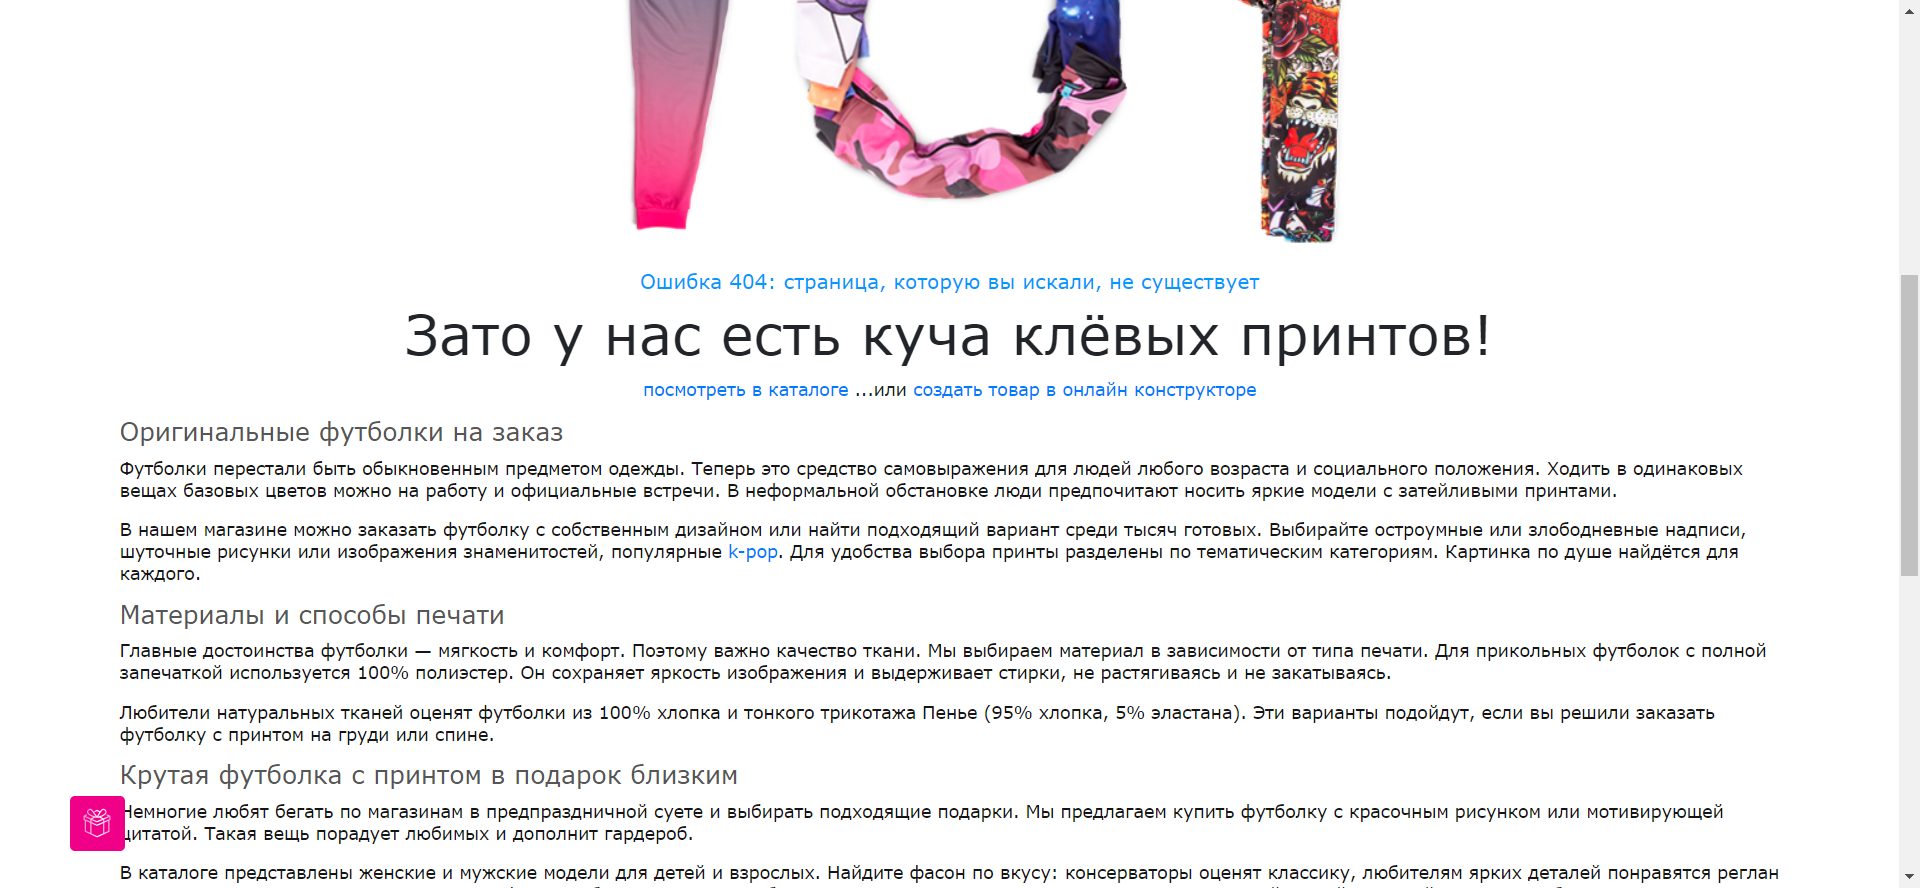 Ошибка 404: страница, которую вы искали, не существует
Зато у нас есть куча клёвых принтов!
посмотреть в каталоге ...или создать товар в онлайн конструкторе
Оригинальные футболки на заказ
Футболки перестали быть обыкновенным предметом одежды. Теперь это средство самовыражения для людей любого возраста и социального положения. Ходить в одинаковых
вещах базовых цветов можно на работу и официальные встречи. В неформальной обстановке люди предпочитают носить яркие модели с затейливыми принтами.
В нашем магазине можно заказать футболку с собственным дизайном или найти подходящий вариант среди тысяч готовых. Выбирайте остроумные или злободневные надписи,
шуточные рисунки или изображения знаменитостей, популярные k-pop. Для удобства выбора принты разделены по тематическим категориям. Картинка по душе найдётся для
каждого.
Материалы и способы печати
Главные достоинства футболки — мягкость и комфорт. Поэтому важно качество ткани. Мы выбираем материал в зависимости от типа печати. Для прикольных футболок с полной
запечаткой используется 100% полиэстер. Он сохраняет яркость изображения и выдерживает стирки, не растягиваясь и не закатываясь.
Любители натуральных тканей оценят футболки из 100% хлопка и тонкого трикотажа Пенье (95% хлопка, 5% эластана). Эти варианты подойдут, если вы решили заказать
футболку с принтом на груди или спине.
Крутая футболка с принтом в подарок близким
Немногие любят бегать по магазинам в предпраздничной суете и выбирать подходящие подарки. Мы предлагаем купить футболку с красочным рисунком или мотивирующей
цитатой. Такая вещь порадует любимых и дополнит гардероб.
В каталоге представлены женские и мужские модели для детей и взрослых. Найдите фасон по вкусу: консерваторы оценят классику, любителям ярких деталей понравятся реглан